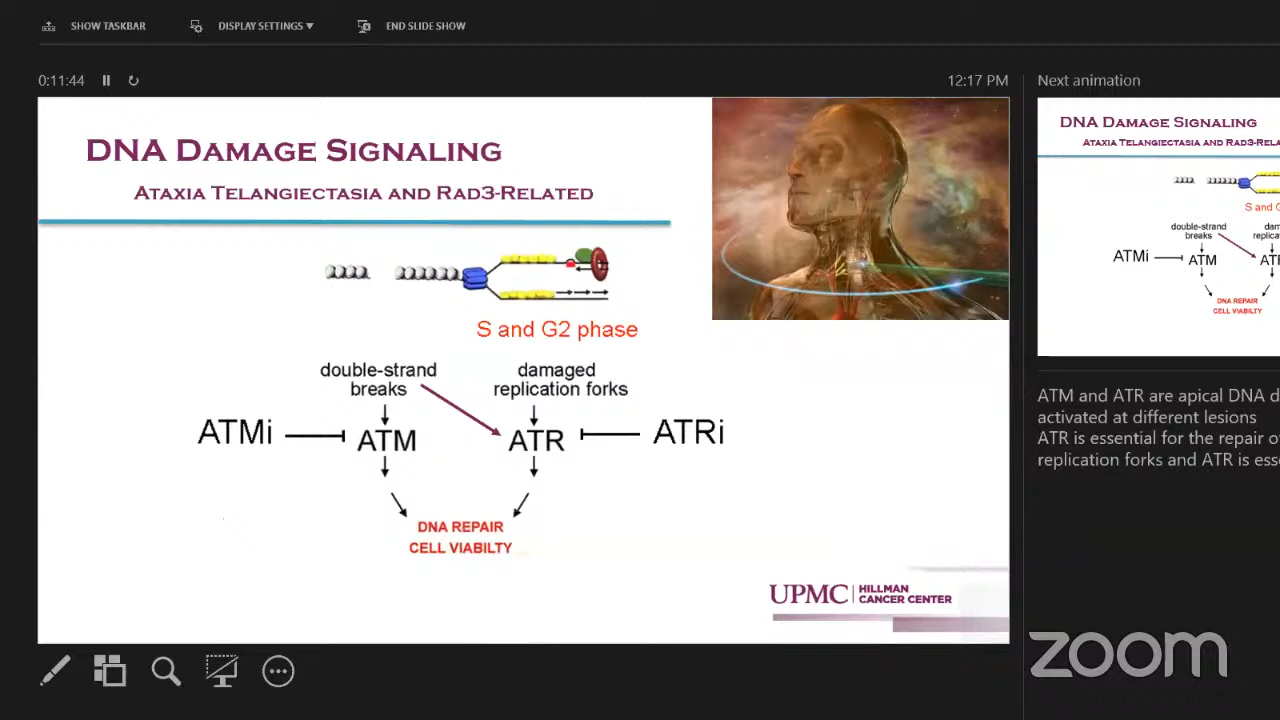 SHOW TASKBAR
DISPLAY SETTINGS ▼
END SLIDE SHOW
0:11:44
12:17 PM
Next animation
DNA DAMAGE SIGNALING
ATAXIA TELANGIECTASIA AND RAD3-RELATED
S and G2 phase
double-strand
breaks
damaged
replication forks
ATMi
ATM
ATR
ATRi
DNA REPAIR
CELL VIABILTY
UPMC
HILLMAN
CANCER CENTER
DNA DAMAGE SIGNALING
ATAXIA TELANGIECTASIA AND RAD3-RELA
S and G
double-strand
breaks
dam
replica
ATMi
ATM
AT
DNA REPAIR
CELL VIABILTY
ATM and ATR are apical DNA d
activated at different lesions
ATR is essential for the repair o
replication forks and ATR is esse
zoom